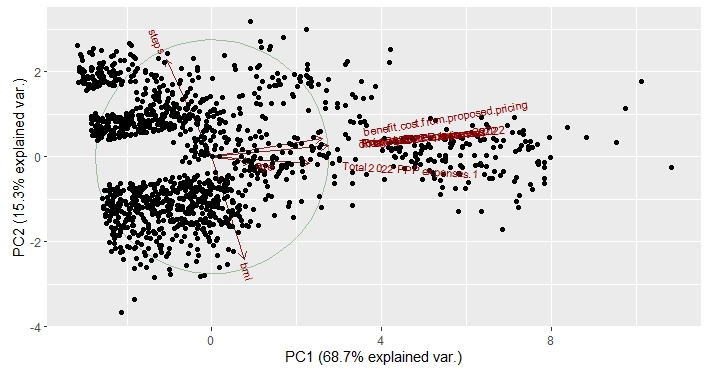 steps
benefit.cost.from.proposed.pricing
Total.2022.PPP.expenses.1
bmi
2
0
-2
-4
PC2 (15.3% explained var.)
0
4
8
PC1 (68.7% explained var.)